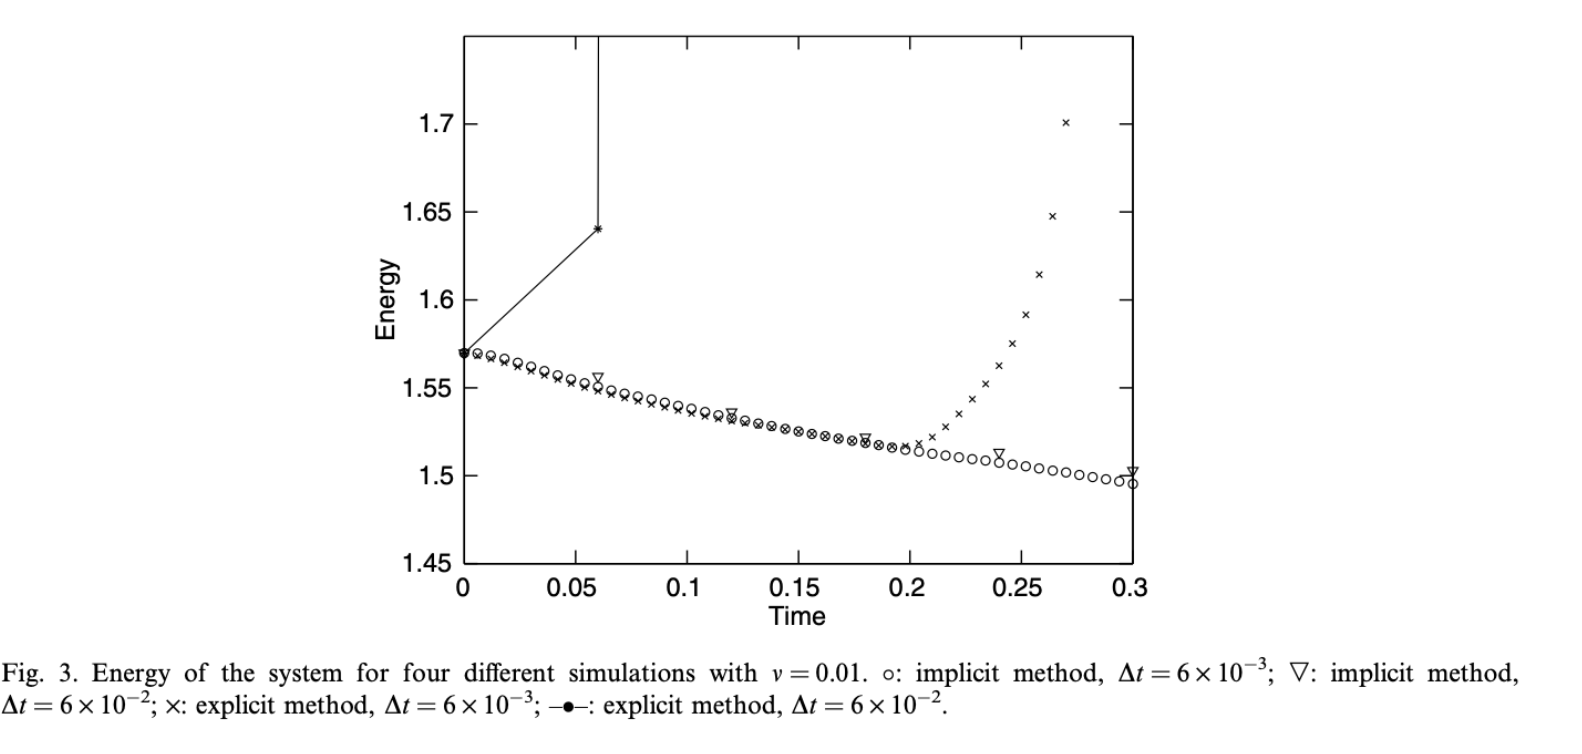 1.7
1.65
1.6
1.55
1.5
1.45
Energy
0 0.05 0.1 0.15 0.2 0.25 0.3
Time
Fig. 3. Energy of the system for four different simulations with ν = 0.01. ○: implicit method, Δt = 6 × 10⁻³; ▽: implicit method,
Δt = 6 × 10⁻²; ×: explicit method, Δt = 6 × 10⁻³; –●–: explicit method, Δt = 6 × 10⁻².